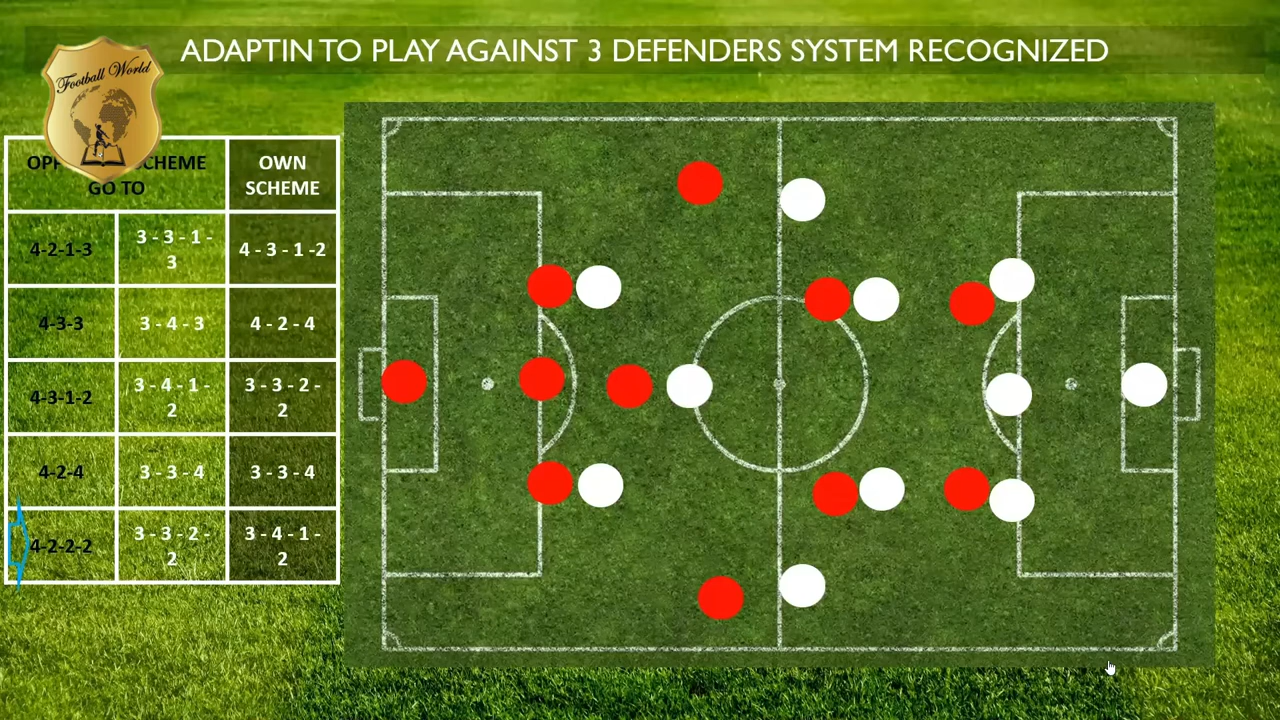 ADAPTIN TO PLAY AGAINST 3 DEFENDERS SYSTEM RECOGNIZED
Football World
SCHEME
GO TO
OWN
SCHEME
4-2-1-3
3 - 3 - 1 -
3
4 - 3 - 1 -2
4-3-3
3 - 4 - 3
4 - 2 - 4
4-3-1-2
3 - 4 - 1 -
2
3 - 3 - 2 -
2
4-2-4
3 - 3 - 4
3 - 3 - 4
4-2-2-2
3 - 3 - 2 -
2
3 - 4 - 1 -
2